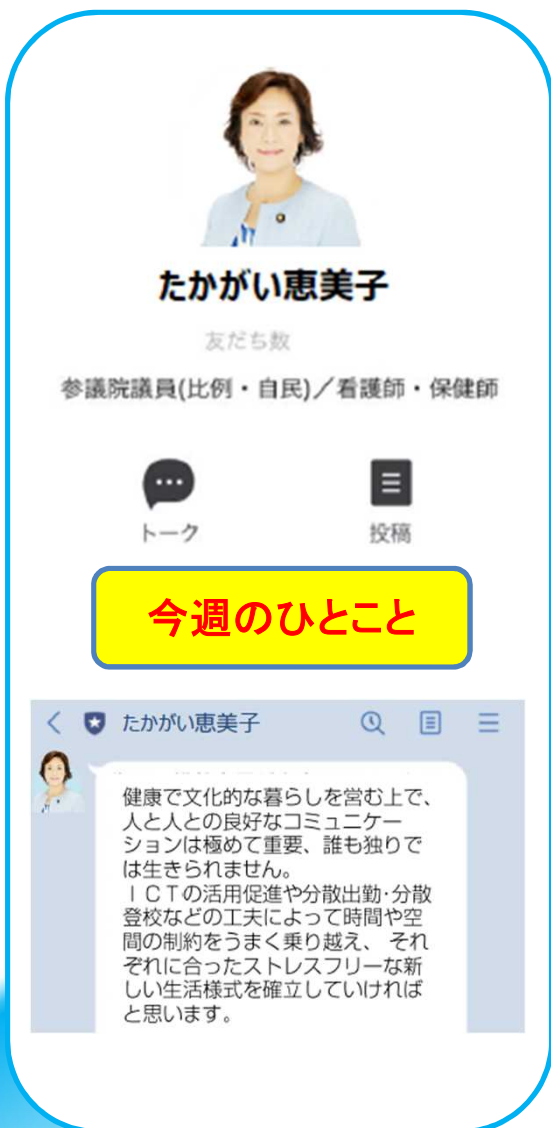 たかがい恵美子
友だち数
参議院議員(比例・自民)／看護師・保健師
トーク
投稿
今週のひとこと
たかがい恵美子
健康で文化的な暮らしを営む上で、
人と人との良好なコミュニケー
ションは極めて重要、誰も独りで
は生きられません。
ＩＣＴの活用促進や分散出勤・分散
登校などの工夫によって時間や空
間の制約をうまく乗り越え、 それ
ぞれに合ったストレスフリーな新
しい生活様式を確立していければ
と思います。